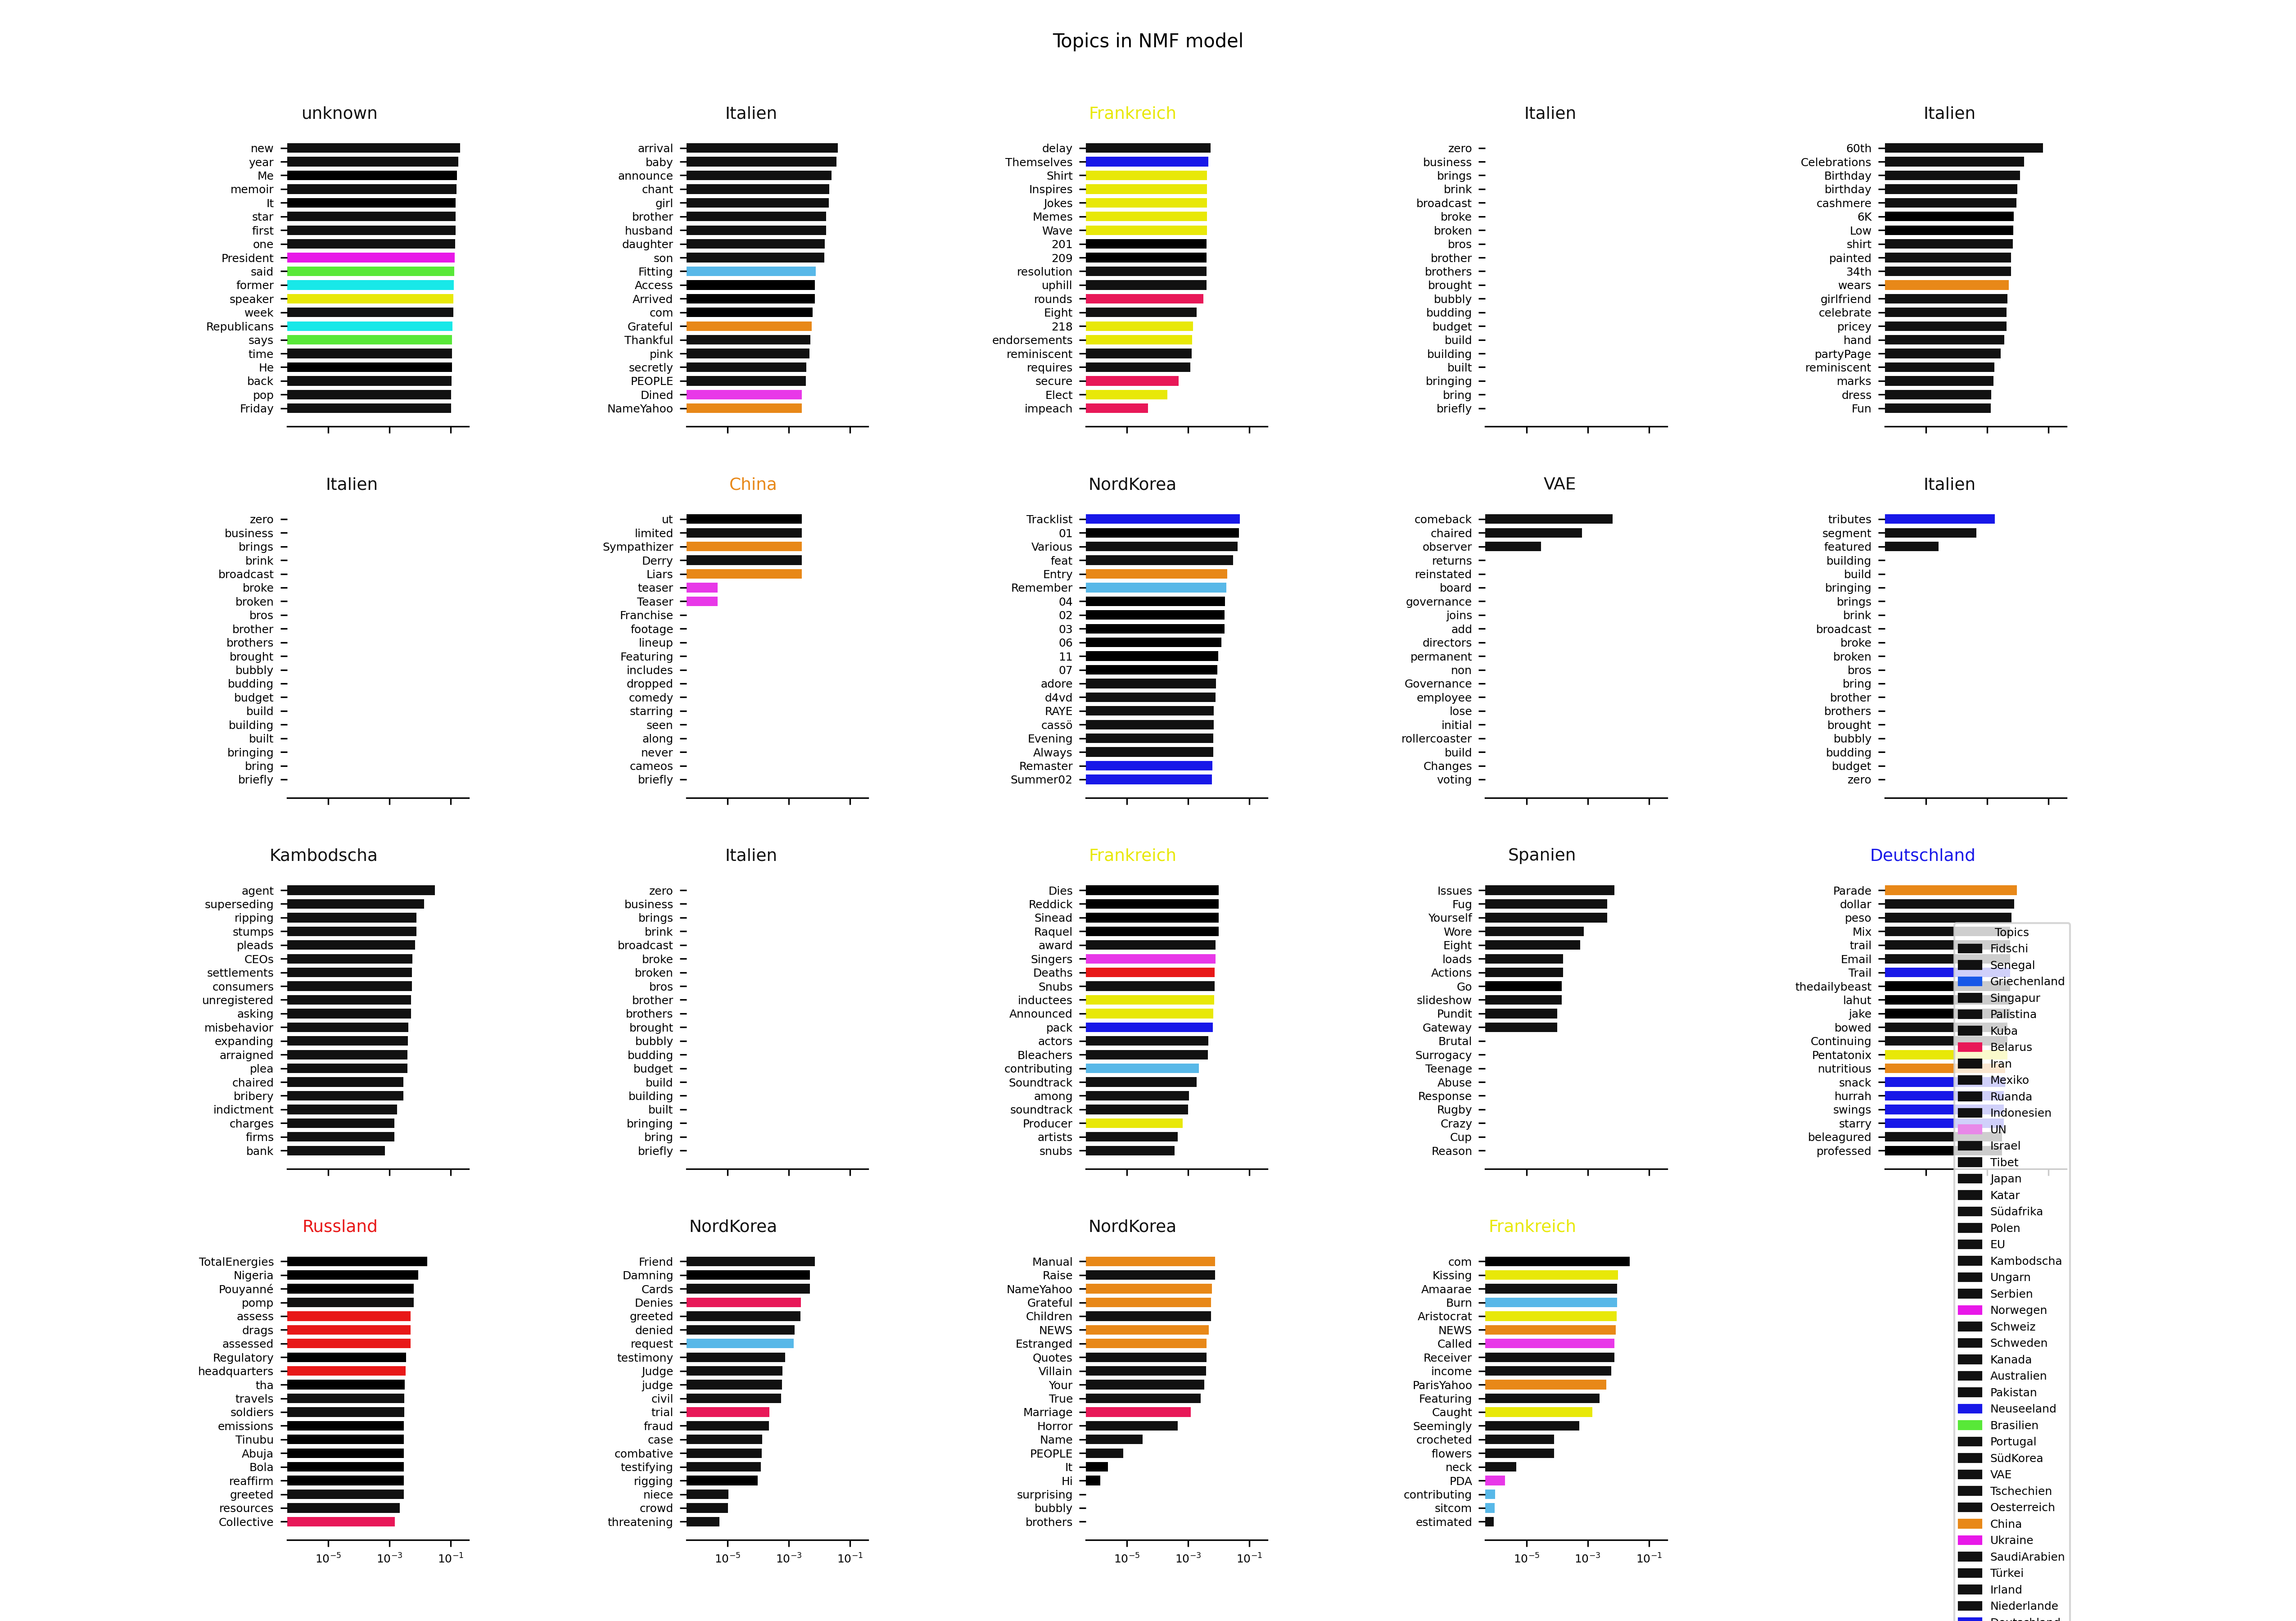 Topics in NMF model
unknown
new
year
Me
memoir
It
star
first
one
President
said
former
speaker
week
Republicans
says
time
He
back
pop
Friday
Italien
arrival
baby
announce
chant
girl
brother
husband
daughter
son
Fitting
Access
Arrived
com
Grateful
Thankful
pink
secretly
PEOPLE
Dined
NameYahoo
Frankreich
delay
Themselves
Shirt
Inspires
Jokes
Memes
Wave
201
209
resolution
uphill
rounds
Eight
218
endorsements
reminiscent
requires
secure
Elect
impeach
Italien
zero
business
brings
brink
broadcast
broke
broken
bros
brother
brothers
brought
bubbly
budding
budget
build
building
built
bringing
bring
briefly
Italien
60th
Celebrations
Birthday
birthday
cashmere
6K
Low
shirt
painted
34th
wears
girlfriend
celebrate
pricey
hand
partyPage
reminiscent
marks
dress
Fun
Italien
zero
business
brings
brink
broadcast
broke
broken
bros
brother
brothers
brought
bubbly
budding
budget
build
building
built
bringing
bring
briefly
China
ut
limited
Sympathizer
Derry
Liars
teaser
Teaser
Franchise
footage
lineup
Featuring
includes
dropped
comedy
starring
seen
along
never
cameos
briefly
NordKorea
Tracklist
01
Various
feat
Entry
Remember
04
02
03
06
11
07
adore
d4vd
RAYE
cassö
Evening
Always
Remaster
Summer02
VAE
comeback
chaired
observer
returns
reinstated
board
governance
joins
add
directors
permanent
non
Governance
employee
lose
initial
rollercoaster
build
Changes
voting
Italien
tributes
segment
featured
building
build
bringing
brings
brink
broadcast
broke
broken
bros
bring
brother
brothers
brought
bubbly
budding
budget
zero
Kambodscha
agent
superseding
ripping
stumps
pleads
CEOs
settlements
consumers
unregistered
asking
misbehavior
expanding
arraigned
plea
chaired
bribery
indictment
charges
firms
bank
Italien
zero
business
brings
brink
broadcast
broke
broken
bros
brother
brothers
brought
bubbly
budding
budget
build
building
built
bringing
bring
briefly
Frankreich
Dies
Reddick
Sinead
Raquel
award
Singers
Deaths
Snubs
inductees
Announced
pack
actors
Bleachers
contributing
Soundtrack
among
soundtrack
Producer
artists
snubs
Spanien
Issues
Fug
Yourself
Wore
Eight
loads
Actions
Go
slideshow
Pundit
Gateway
Brutal
Surrogacy
Teenage
Abuse
Response
Rugby
Crazy
Cup
Reason
Deutschland
Parade
dollar
peso
Mix
trail
Email
Trail
thedailybeast
lahut
jake
bowed
Continuing
Pentatonix
nutritious
snack
hurrah
swings
starry
beleagured
professed
Russland
TotalEnergies
Nigeria
Pouyanné
pomp
assess
drags
assessed
Regulatory
headquarters
tha
travels
soldiers
emissions
Tinubu
Abuja
Bola
reaffirm
greeted
resources
Collective
10⁻⁵ 10⁻³ 10⁻¹
NordKorea
Friend
Damning
Cards
Denies
greeted
denied
request
testimony
Judge
judge
civil
trial
fraud
case
combative
testifying
rigging
niece
crowd
threatening
10⁻⁵ 10⁻³ 10⁻¹
NordKorea
Manual
Raise
NameYahoo
Grateful
Children
NEWS
Estranged
Quotes
Villain
Your
True
Marriage
Horror
Name
PEOPLE
It
Hi
surprising
bubbly
brothers
10⁻⁵ 10⁻³ 10⁻¹
Frankreich
com
Kissing
Amaarae
Burn
Aristocrat
NEWS
Called
Receiver
income
ParisYahoo
Featuring
Caught
Seemingly
crocheted
flowers
neck
PDA
contributing
sitcom
estimated
10⁻⁵ 10⁻³ 10⁻¹
Topics
Fidschi
Senegal
Griechenland
Singapur
Palistina
Kuba
Belarus
Iran
Mexiko
Ruanda
Indonesien
UN
Israel
Tibet
Japan
Katar
Südafrika
Polen
EU
Kambodscha
Ungarn
Serbien
Norwegen
Schweiz
Schweden
Kanada
Australien
Pakistan
Neuseeland
Brasilien
Portugal
SüdKorea
VAE
Tschechien
Oesterreich
China
Ukraine
SaudiArabien
Türkei
Irland
Niederlande
Deutschland